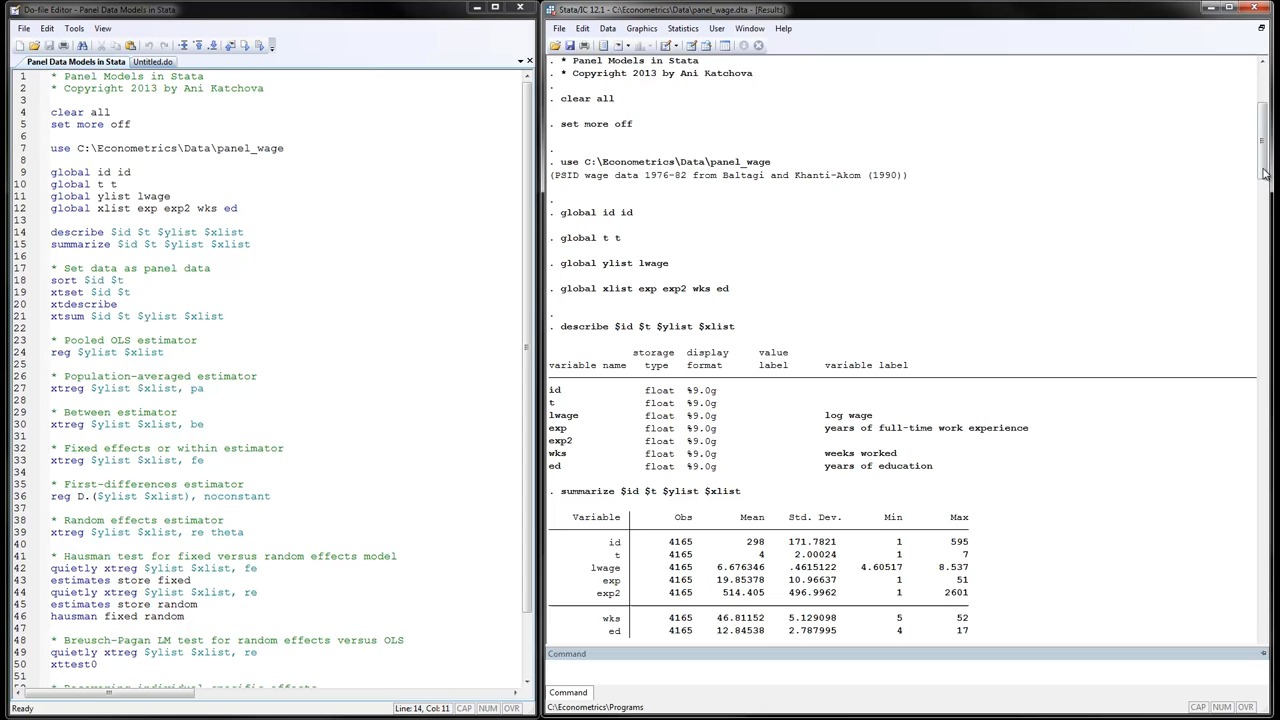 Do-file Editor - Panel Data Models in Stata
File Edit Tools View
Panel Data Models in Stata Untitled.do
1 * Panel Models in Stata
2 * Copyright 2013 by Ani Katchova
3
4 clear all
5 set more off
6
7 use C:\Econometrics\Data\panel_wage
8
9 global id id
10 global t t
11 global ylist lwage
12 global xlist exp exp2 wks ed
13
14 describe $id $t $ylist $xlist
15 summarize $id $t $ylist $xlist
16
17 * Set data as panel data
18 sort $id $t
19 xtset $id $t
20 xtdescribe
21 xtsum $id $t $ylist $xlist
22
23 * Pooled OLS estimator
24 reg $ylist $xlist
25
26 * Population-averaged estimator
27 xtreg $ylist $xlist, pa
28
29 * Between estimator
30 xtreg $ylist $xlist, be
31
32 * Fixed effects or within estimator
33 xtreg $ylist $xlist, fe
34
35 * First-differences estimator
36 reg D.($ylist $xlist), noconstant
37
38 * Random effects estimator
39 xtreg $ylist $xlist, re theta
40
41 * Hausman test for fixed versus random effects model
42 quietly xtreg $ylist $xlist, fe
43 estimates store fixed
44 quietly xtreg $ylist $xlist, re
45 estimates store random
46 hausman fixed random
47
48 * Breusch-Pagan LM test for random effects versus OLS
49 quietly xtreg $ylist $xlist, re
50 xttest0
51
Ready Line: 14, Col: 11 CAP NUM OVR
Stata/IC 12.1 - C:\Econometrics\Data\panel_wage.dta - [Results]
File Edit Data Graphics Statistics User Window Help
. * Panel Models in Stata
. * Copyright 2013 by Ani Katchova
.
. clear all
. set more off
.
. use C:\Econometrics\Data\panel_wage
(PSID wage data 1976-82 from Baltagi and Khanti-Akom (1990))
.
. global id id
. global t t
. global ylist lwage
. global xlist exp exp2 wks ed
.
. describe $id $t $ylist $xlist
storage display value
variable name type format label variable label
id float %9.0g
t float %9.0g
lwage float %9.0g log wage
exp float %9.0g years of full-time work experience
exp2 float %9.0g
wks float %9.0g weeks worked
ed float %9.0g years of education
. summarize $id $t $ylist $xlist
Variable Obs Mean Std. Dev. Min Max
id 4165 298 171.7821 1 595
t 4165 4 2.00024 1 7
lwage 4165 6.676346 .4615122 4.60517 8.537
exp 4165 19.85378 10.96637 1 51
exp2 4165 514.405 496.9962 1 2601
wks 4165 46.81152 5.129098 5 52
ed 4165 12.84538 2.787995 4 17
Command
Command
C:\Econometrics\Programs CAP NUM OVR